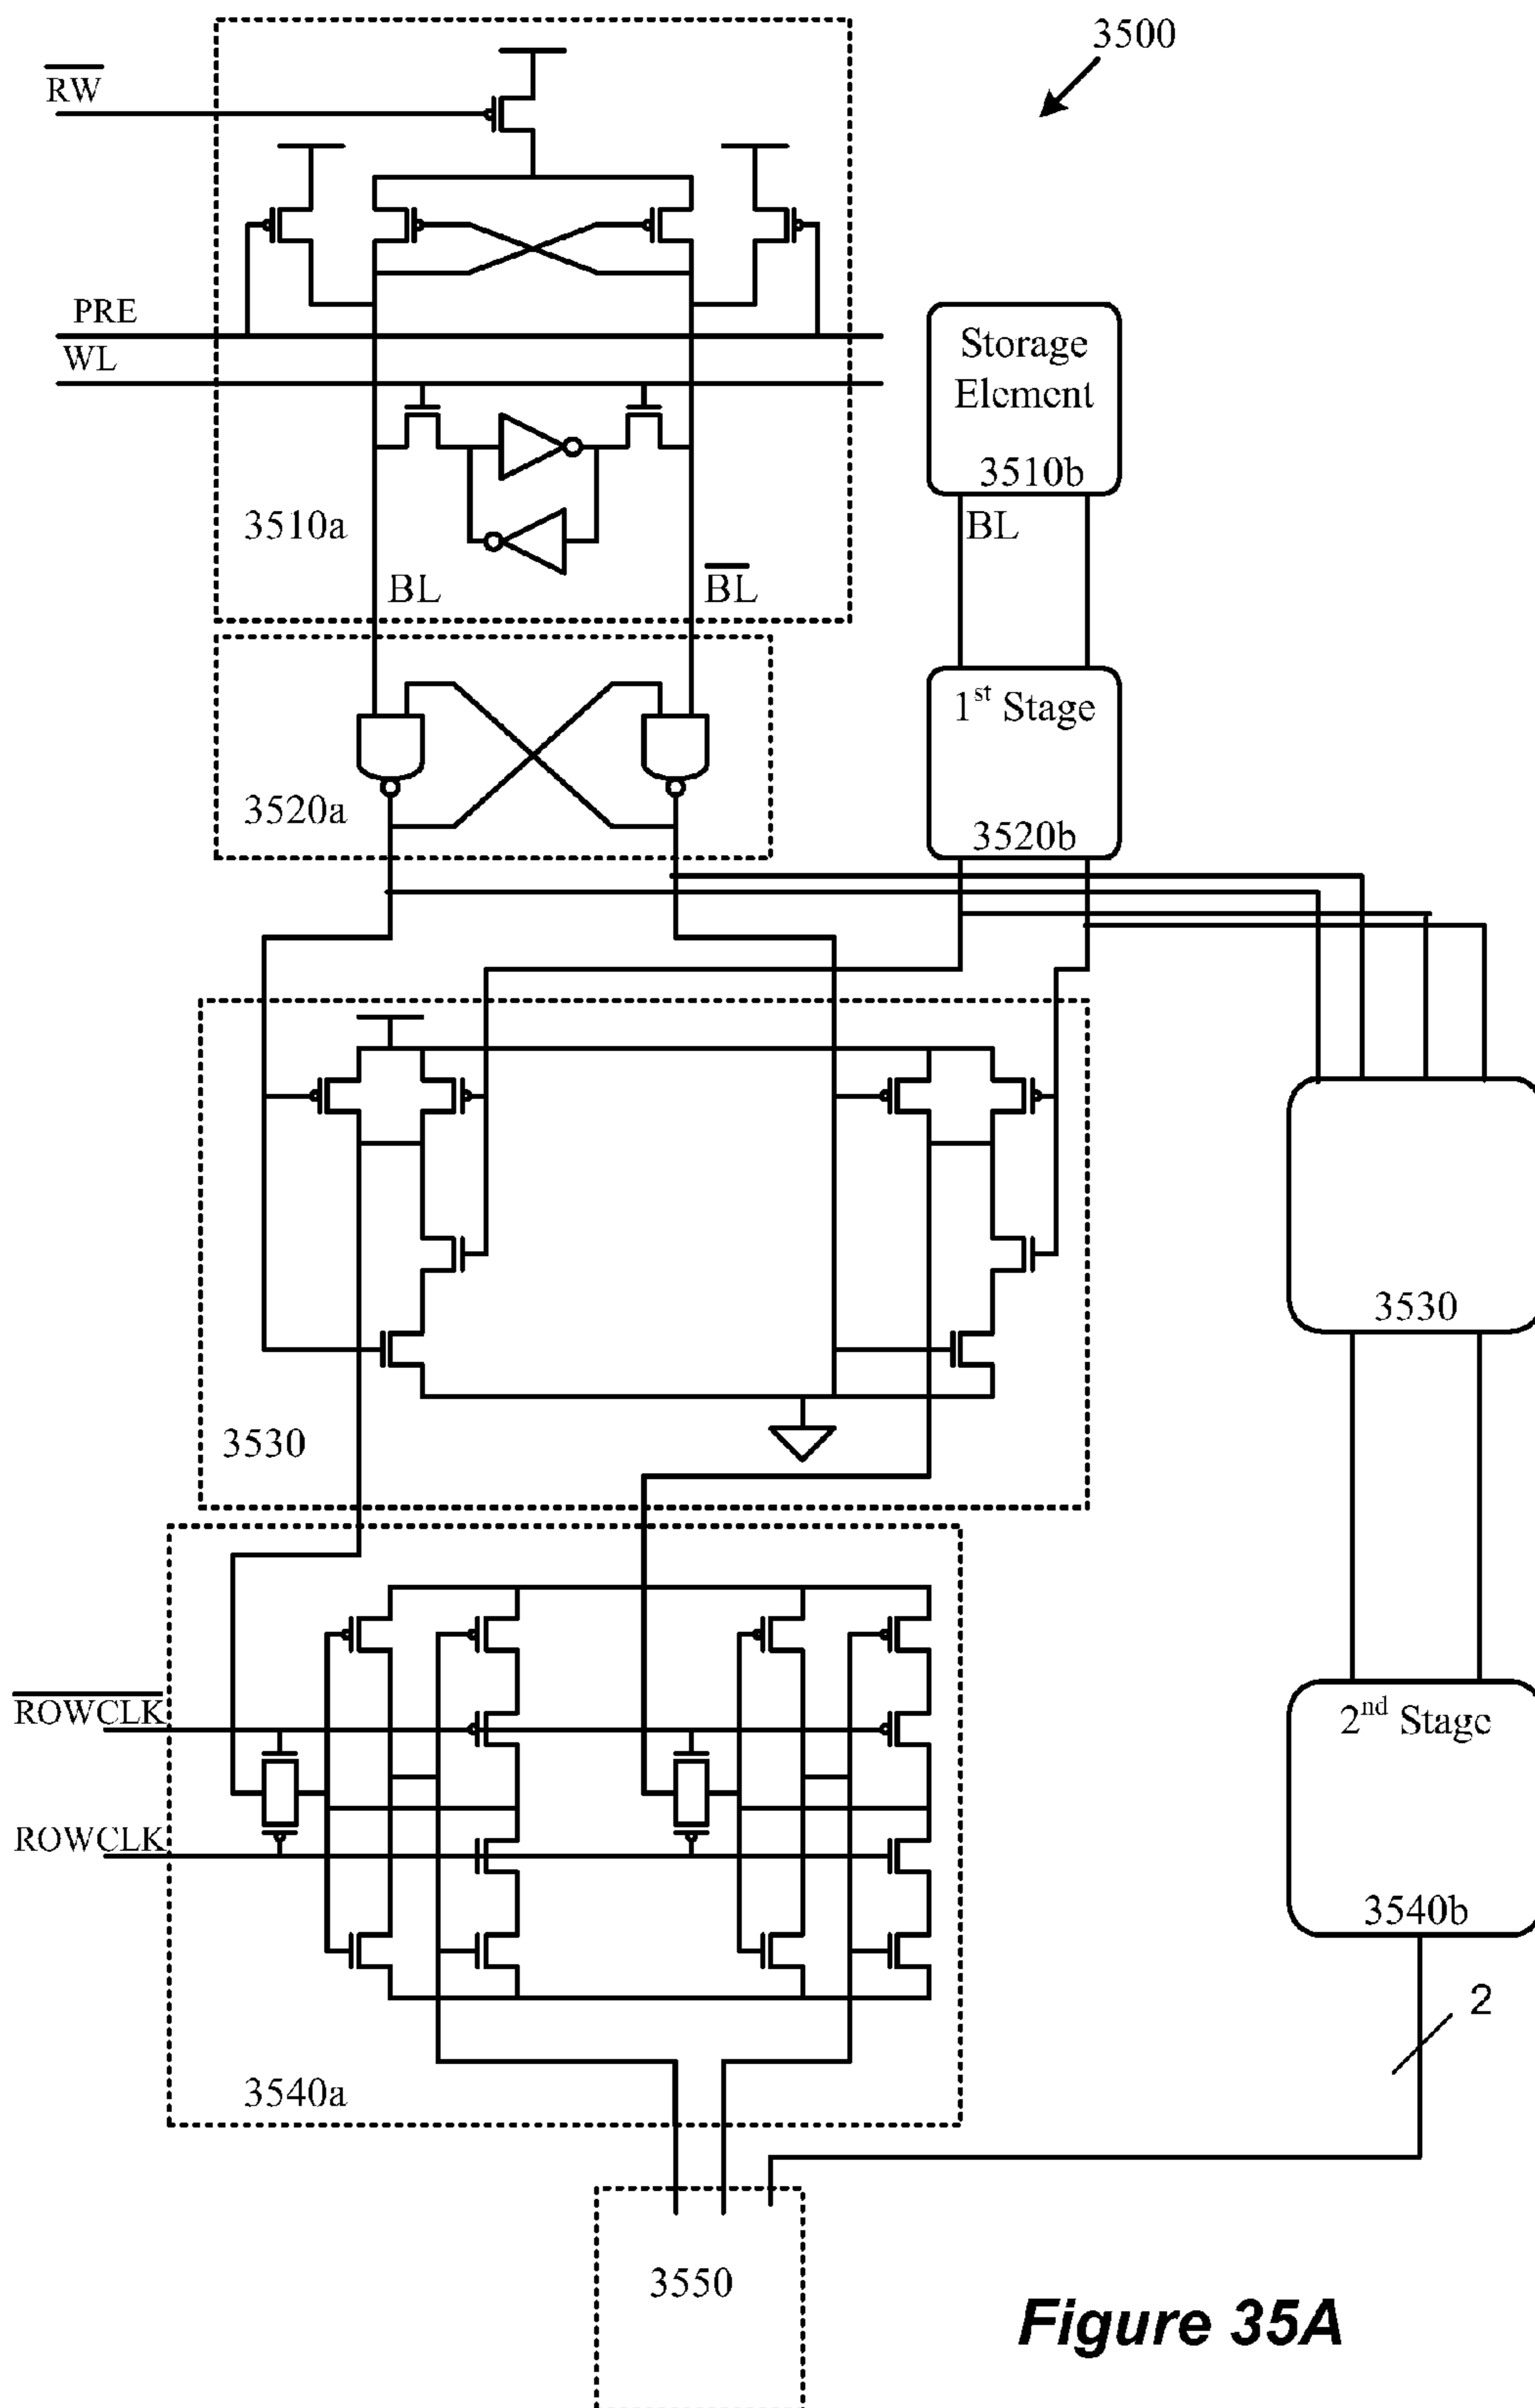 3500
RW
PRE
WL
Storage
Element
3510b
3510a
BL
BL
BL
1st Stage
3520a
3520b
3530
3530
ROWCLK
2nd Stage
ROWCLK
3540b
2
3540a
3550
Figure 35A